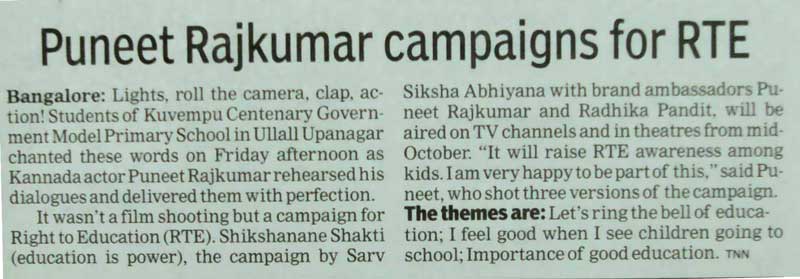 Puneet Rajkumar campaigns for RTE
Bangalore: Lights, roll the camera, clap, ac-
tion! Students of Kuvempu Centenary Govern-
ment Model Primary School in Ullall Upanagar
chanted these words on Friday afternoon as
Kannada actor Puneet Rajkumar rehearsed his
dialogues and delivered them with perfection.
It wasn't a film shooting but a campaign for
Right to Education (RTE). Shikshanane Shakti
(education is power), the campaign by Sarv
Siksha Abhiyana with brand ambassadors Pu-
neet Rajkumar and Radhika Pandit, will be
aired on TV channels and in theatres from mid-
October. "It will raise RTE awareness among
kids. I am very happy to be part of this," said Pu-
neet, who shot three versions of the campaign.
The themes are: Let's ring the bell of educa-
tion; I feel good when I see children going to
school; Importance of good education. TNN